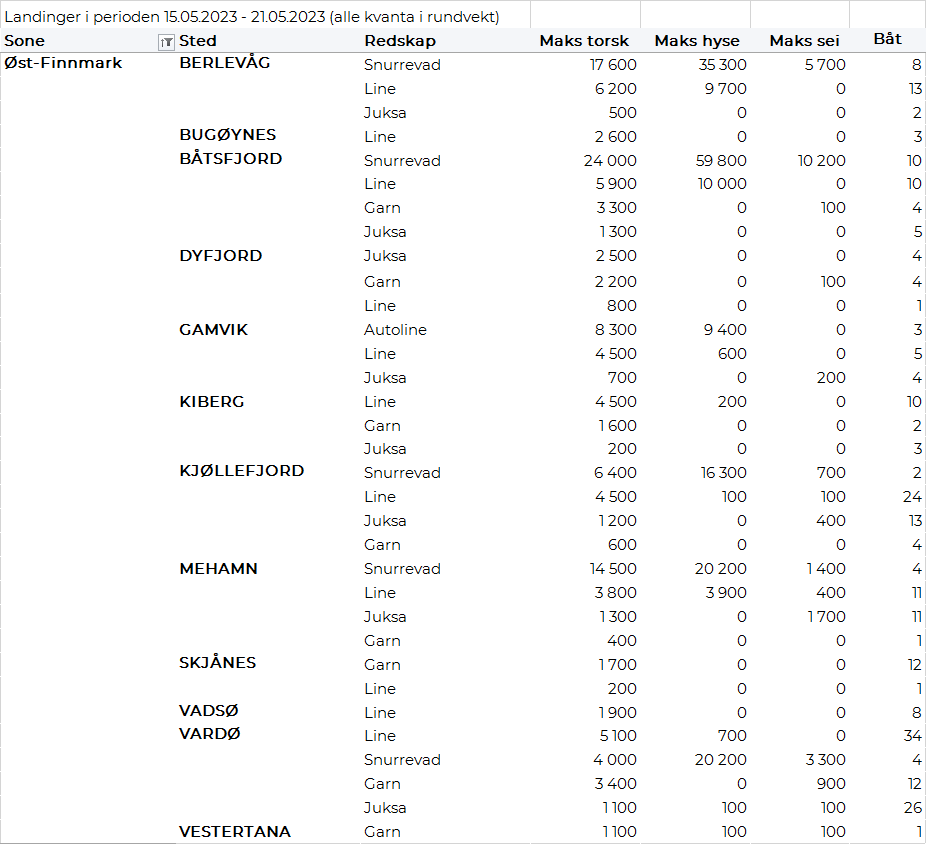 Landinger i perioden 15.05.2023 - 21.05.2023 (alle kvanta i rundvekt)
Sone Sted Redskap Maks torsk Maks hyse Maks sei Båt
Øst-Finnmark BERLEVÅG Snurrevad 17 600 35 300 5 700 8
Line 6 200 9 700 0 13
Juksa 500 0 0 2
BUGØYNES Line 2 600 0 0 3
BÅTSFJORD Snurrevad 24 000 59 800 10 200 10
Line 5 900 10 000 0 10
Garn 3 300 0 100 4
Juksa 1 300 0 0 5
DYFJORD Juksa 2 500 0 0 4
Garn 2 200 0 100 4
Line 800 0 0 1
GAMVIK Autoline 8 300 9 400 0 3
Line 4 500 600 0 5
Juksa 700 0 200 4
KIBERG Line 4 500 200 0 10
Garn 1 600 0 0 2
Juksa 200 0 0 3
KJØLLEFJORD Snurrevad 6 400 16 300 700 2
Line 4 500 100 100 24
Juksa 1 200 0 400 13
Garn 600 0 0 4
MEHAMN Snurrevad 14 500 20 200 1 400 4
Line 3 800 3 900 400 11
Juksa 1 300 0 1 700 11
Garn 400 0 0 1
SKJÅNES Garn 1 700 0 0 12
Line 200 0 0 1
VADSØ Line 1 900 0 0 8
VARDØ Line 5 100 700 0 34
Snurrevad 4 000 20 200 3 300 4
Garn 3 400 0 900 12
Juksa 1 100 100 100 26
VESTERTANA Garn 1 100 100 100 1